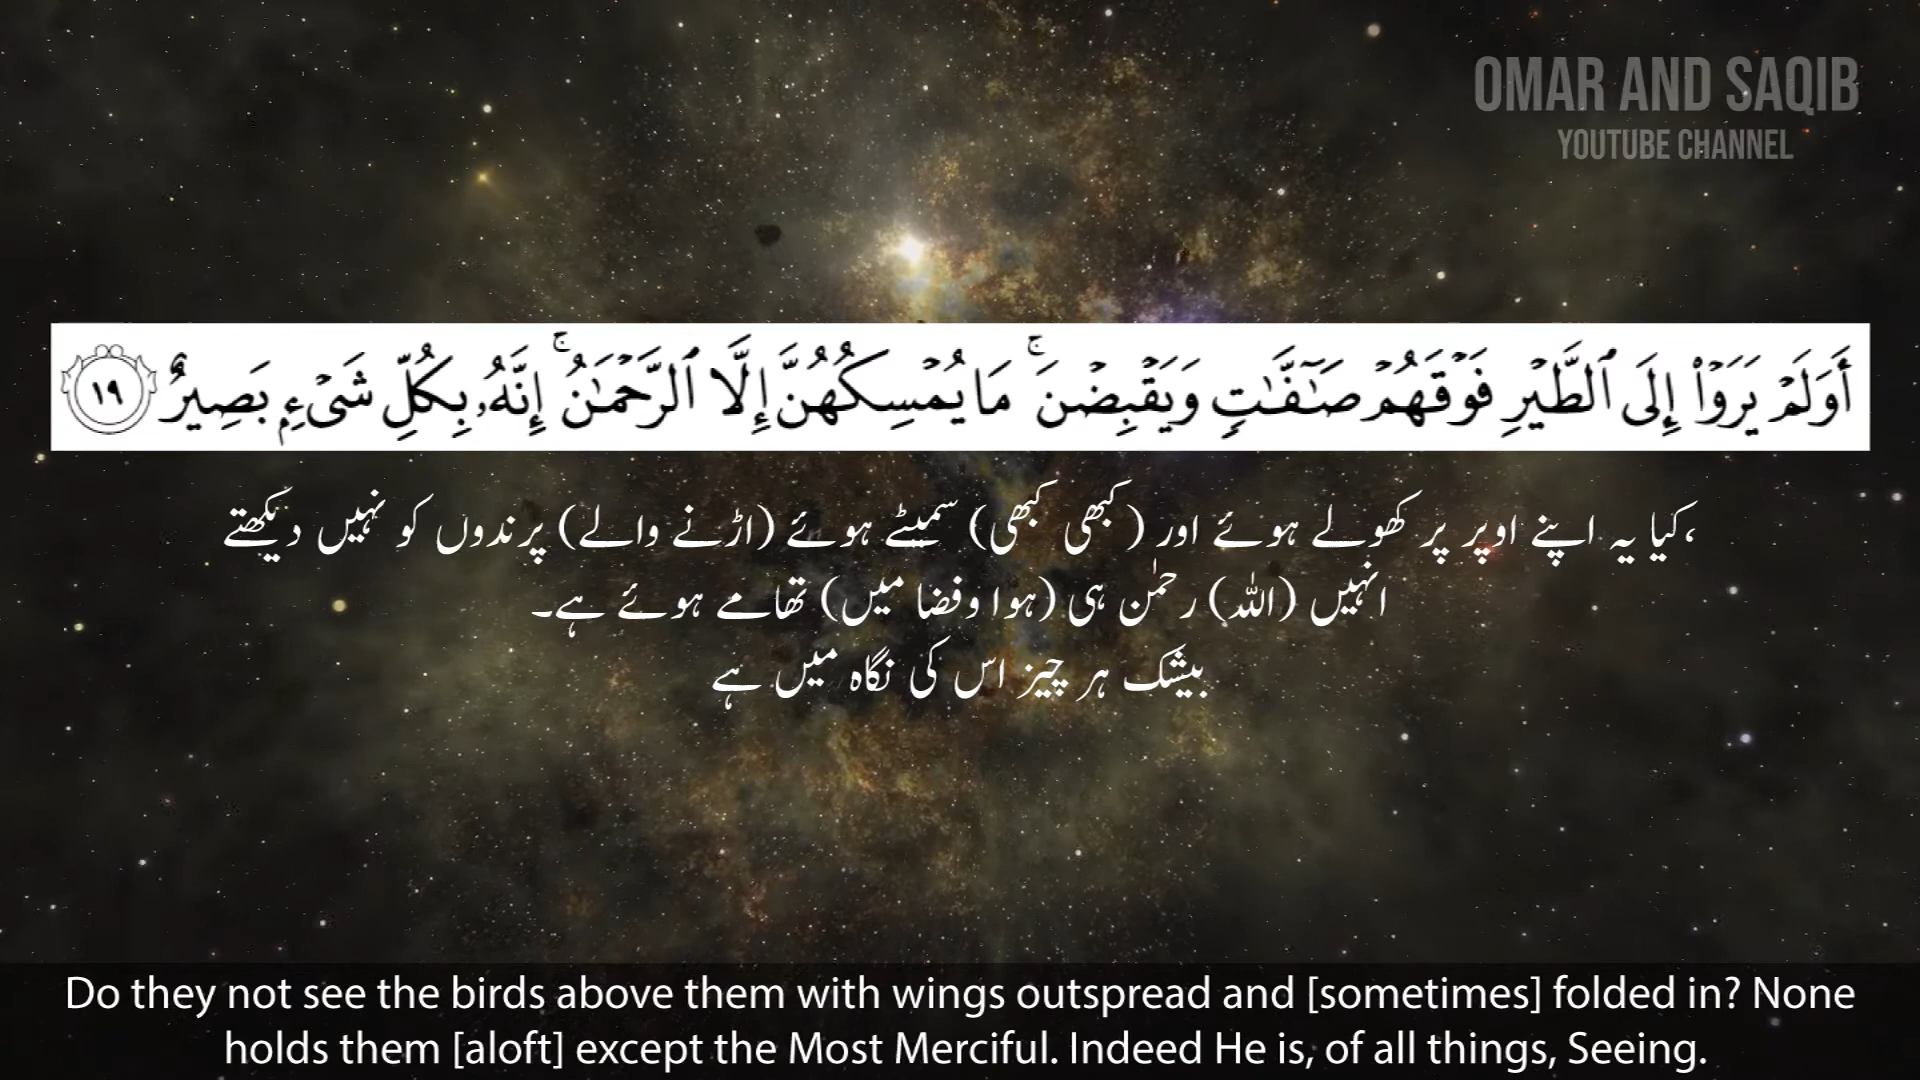 OMAR AND SAQIB
YOUTUBE CHANNEL
أَوَلَمْ يَرَوْا۟ إِلَى ٱلطَّيْرِ فَوْقَهُمْ صَـٰٓفَّـٰتٍ وَيَقْبِضْنَ ۚ مَا يُمْسِكُهُنَّ إِلَّا ٱلرَّحْمَـٰنُ ۚ إِنَّهُۥ بِكُلِّ شَىْءٍۭ بَصِيرٌ ١٩
کیا یہ اپنے اوپر پر کھولے ہوئے اور (کبھی کبھی) سمیٹے ہوئے (اڑنے والے) پرندوں کو نہیں دیکھتے،
انہیں (اللہ) رحمٰن ہی (ہوا وفضا میں) تھامے ہوئے ہے۔
بیشک ہر چیز اس کی نگاہ میں ہے
Do they not see the birds above them with wings outspread and [sometimes] folded in? None
holds them [aloft] except the Most Merciful. Indeed He is, of all things, Seeing.